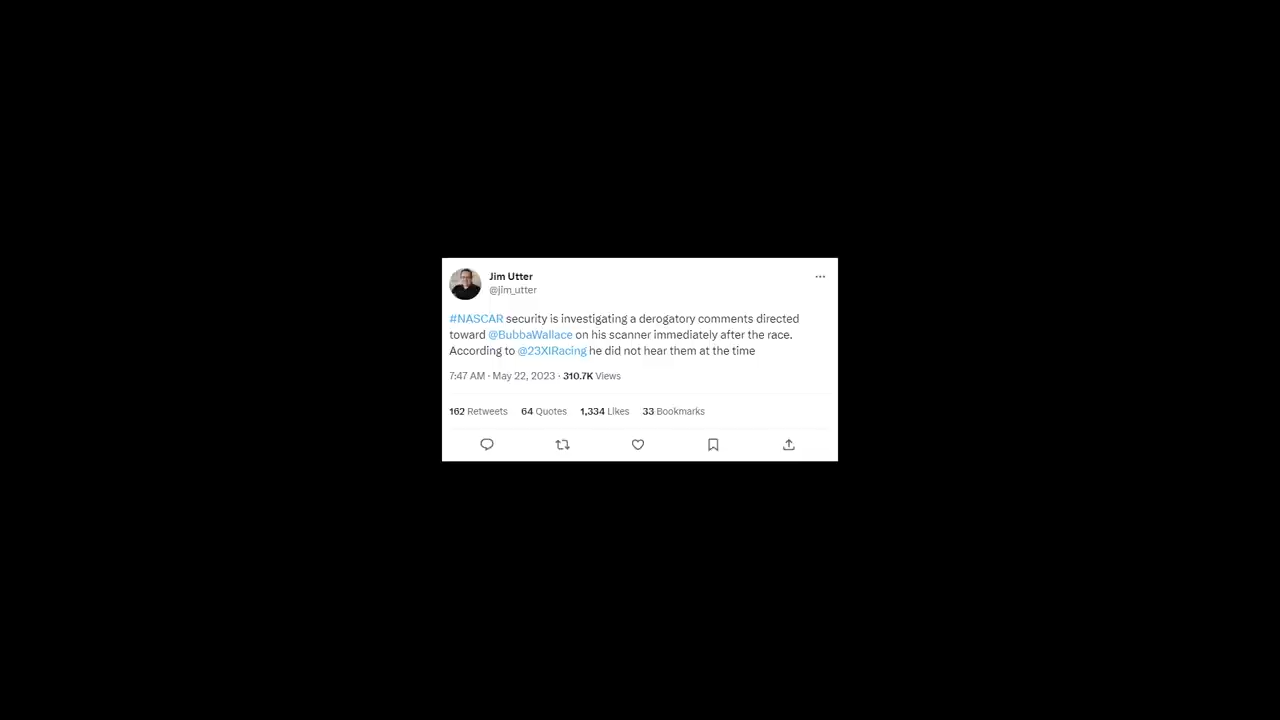 Jim Utter
@jim_utter
#NASCAR security is investigating a derogatory comments directed
toward @BubbaWallace on his scanner immediately after the race.
According to @23XIRacing he did not hear them at the time
7:47 AM · May 22, 2023 · 310.7K Views
162 Retweets 64 Quotes 1,334 Likes 33 Bookmarks